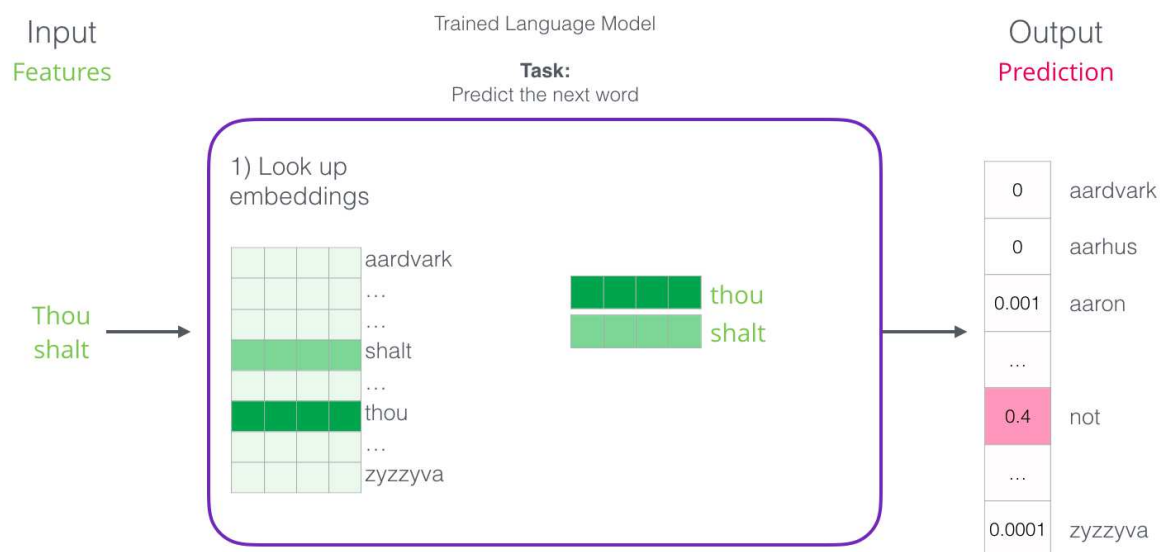 Input
Features
Trained Language Model
Task:
Predict the next word
Output
Prediction
1) Look up
embeddings
aardvark
...
...
shalt
...
thou
...
zyzzyva
Thou
shalt
thou
shalt
0 aardvark
0 aarhus
0.001 aaron
...
0.4 not
...
0.0001 zyzzyva